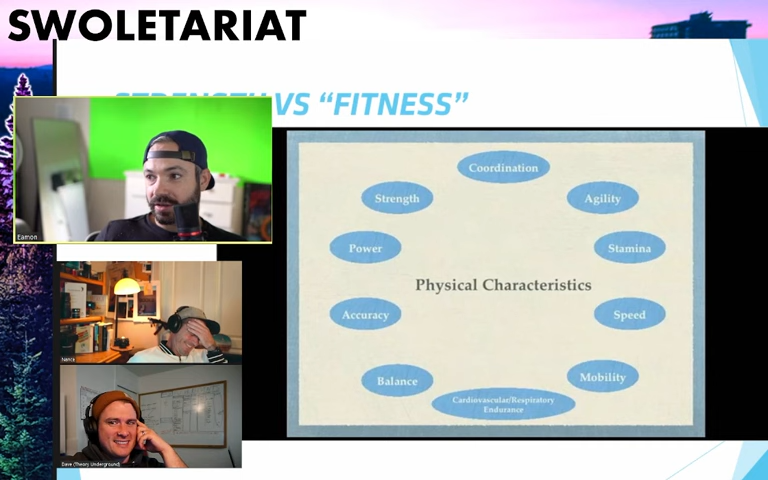 SWOLETARIAT
STRENGTH VS “FITNESS”
Coordination
Strength
Agility
Power
Stamina
Physical Characteristics
Accuracy
Speed
Balance
Mobility
Cardiovascular/Respiratory
Endurance
Eamon
Dave (Theory Underground)